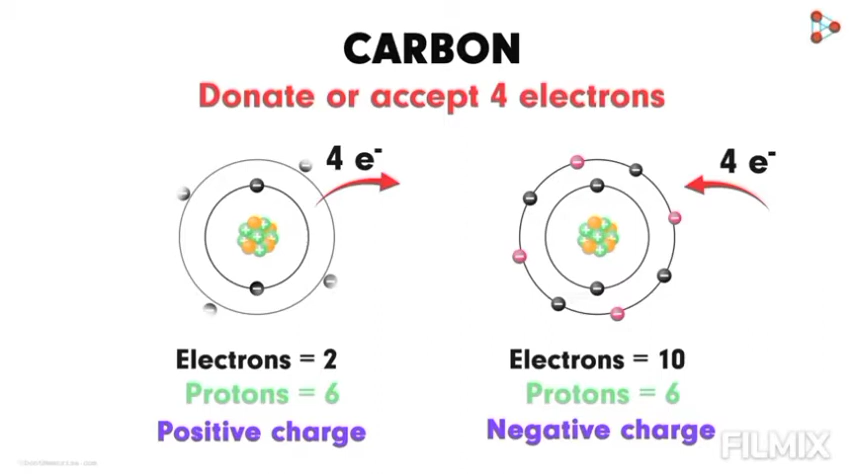 CARBON
Donate or accept 4 electrons
4 e⁻
4 e⁻
Electrons = 2
Electrons = 10
Protons = 6
Protons = 6
Positive charge
Negative charge
FILMIX